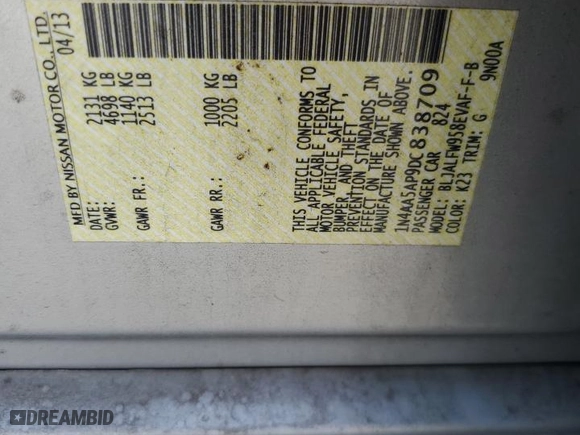 MFD BY NISSAN MOTOR CO., LTD.
DATE: 04/13
GVWR: 2131 KG
4698 LB
GAWR FR: 1140 KG
2513 LB
GAWR RR: 1000 KG
2205 LB
THIS VEHICLE CONFORMS TO
ALL APPLICABLE FEDERAL
MOTOR VEHICLE SAFETY,
BUMPER, AND THEFT
PREVENTION STANDARDS IN
EFFECT ON THE DATE OF
MANUFACTURE SHOWN ABOVE.
1N4AA5AP9DC838709
PASSENGER CAR 824
MODEL: BLJALFW958EVAF-F-B
COLOR: K23 TRIM: G 9N00A
DREAMBID